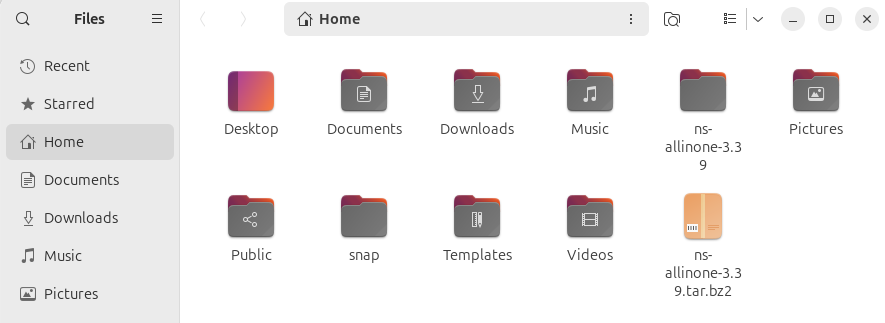 Files
Home
Recent
Starred
Home
Documents
Downloads
Music
Pictures
Desktop
Documents
Downloads
Music
ns-
allinone-3.3
9
Pictures
Public
snap
Templates
Videos
ns-
allinone-3.3
9.tar.bz2